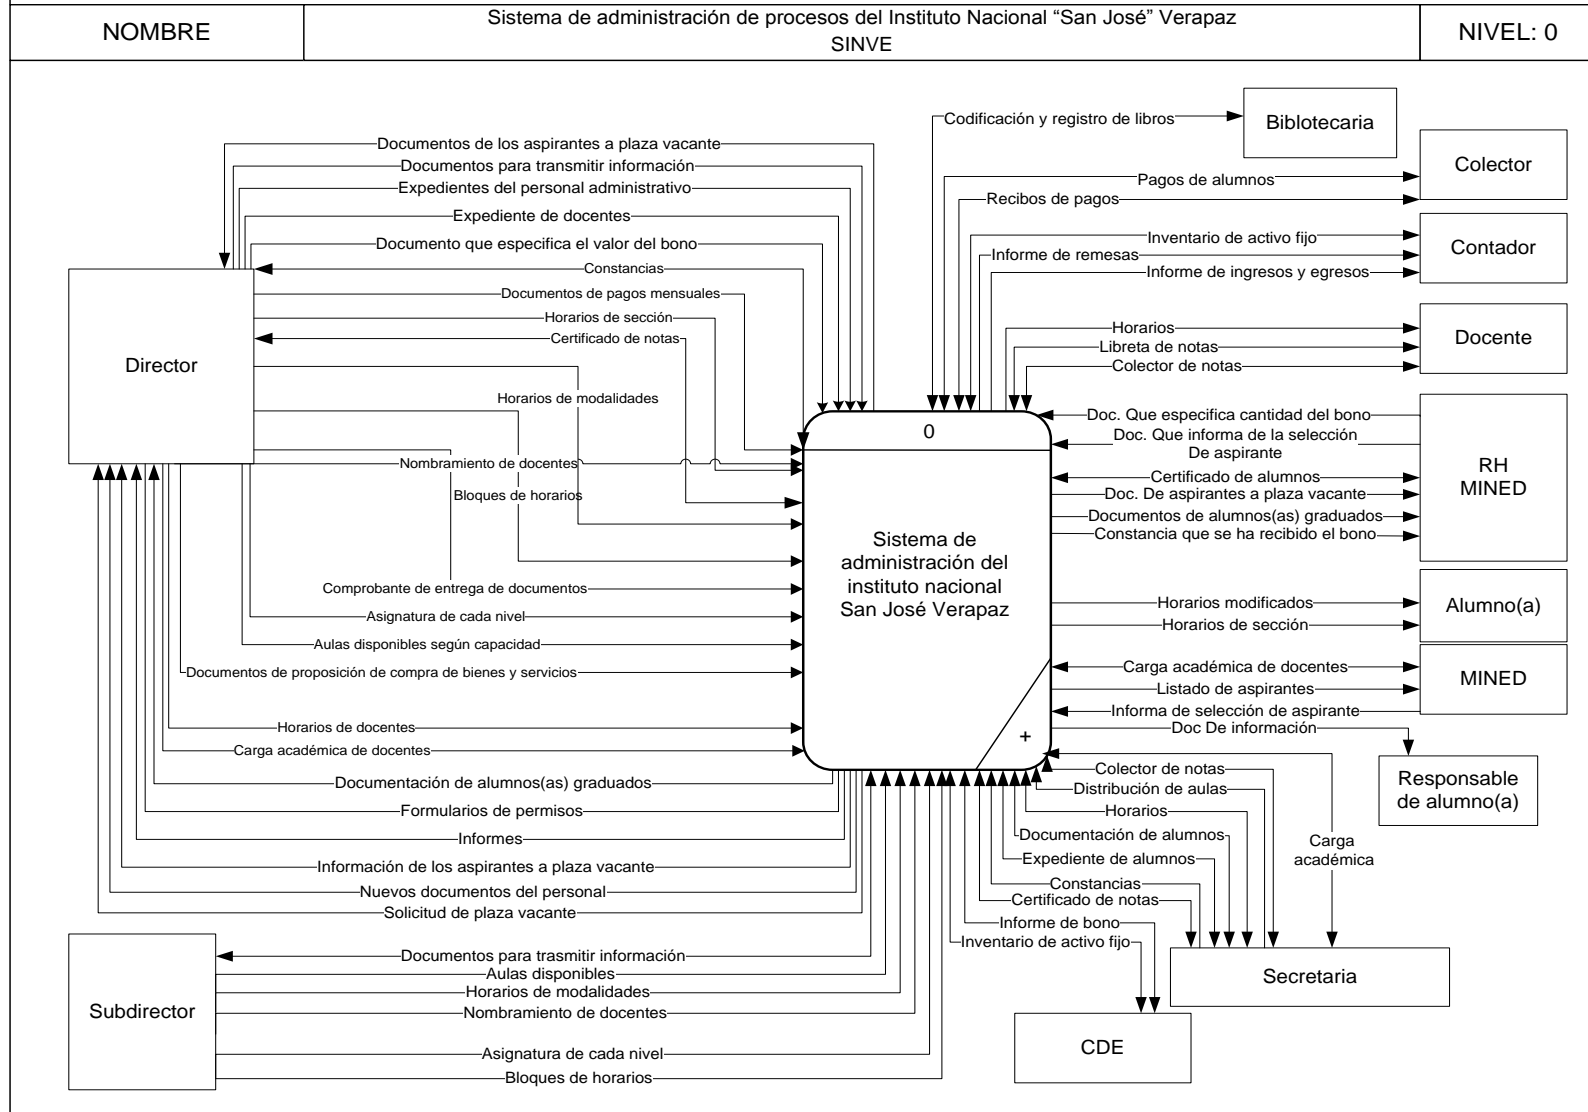 NOMBRE
Sistema de administración de procesos del Instituto Nacional “San José” Verapaz
SINVE
NIVEL: 0
Codificación y registro de libros
Biblotecaria
Documentos de los aspirantes a plaza vacante
Documentos para transmitir información
Expedientes del personal administrativo
Expediente de docentes
Documento que especifica el valor del bono
Constancias
Documentos de pagos mensuales
Horarios de sección
Certificado de notas
Director
Horarios de modalidades
Nombramiento de docentes
Bloques de horarios
Comprobante de entrega de documentos
Asignatura de cada nivel
Aulas disponibles según capacidad
Documentos de proposición de compra de bienes y servicios
Horarios de docentes
Carga académica de docentes
Documentación de alumnos(as) graduados
Formularios de permisos
Informes
Información de los aspirantes a plaza vacante
Nuevos documentos del personal
Solicitud de plaza vacante
Subdirector
Documentos para trasmitir información
Aulas disponibles
Horarios de modalidades
Nombramiento de docentes
Asignatura de cada nivel
Bloques de horarios
0
Sistema de
administración del
instituto nacional
San José Verapaz
+
Pagos de alumnos
Recibos de pagos
Colector
Inventario de activo fijo
Informe de remesas
Informe de ingresos y egresos
Contador
Horarios
Libreta de notas
Colector de notas
Docente
Doc. Que especifica cantidad del bono
Doc. Que informa de la selección
De aspirante
Certificado de alumnos
Doc. De aspirantes a plaza vacante
Documentos de alumnos(as) graduados
Constancia que se ha recibido el bono
RH
MINED
Horarios modificados
Horarios de sección
Alumno(a)
Carga académica de docentes
Listado de aspirantes
Informa de selección de aspirante
MINED
Doc De información
Responsable
de alumno(a)
Colector de notas
Distribución de aulas
Horarios
Documentación de alumnos
Expediente de alumnos
Constancias
Certificado de notas
Carga
académica
Secretaria
Informe de bono
Inventario de activo fijo
CDE